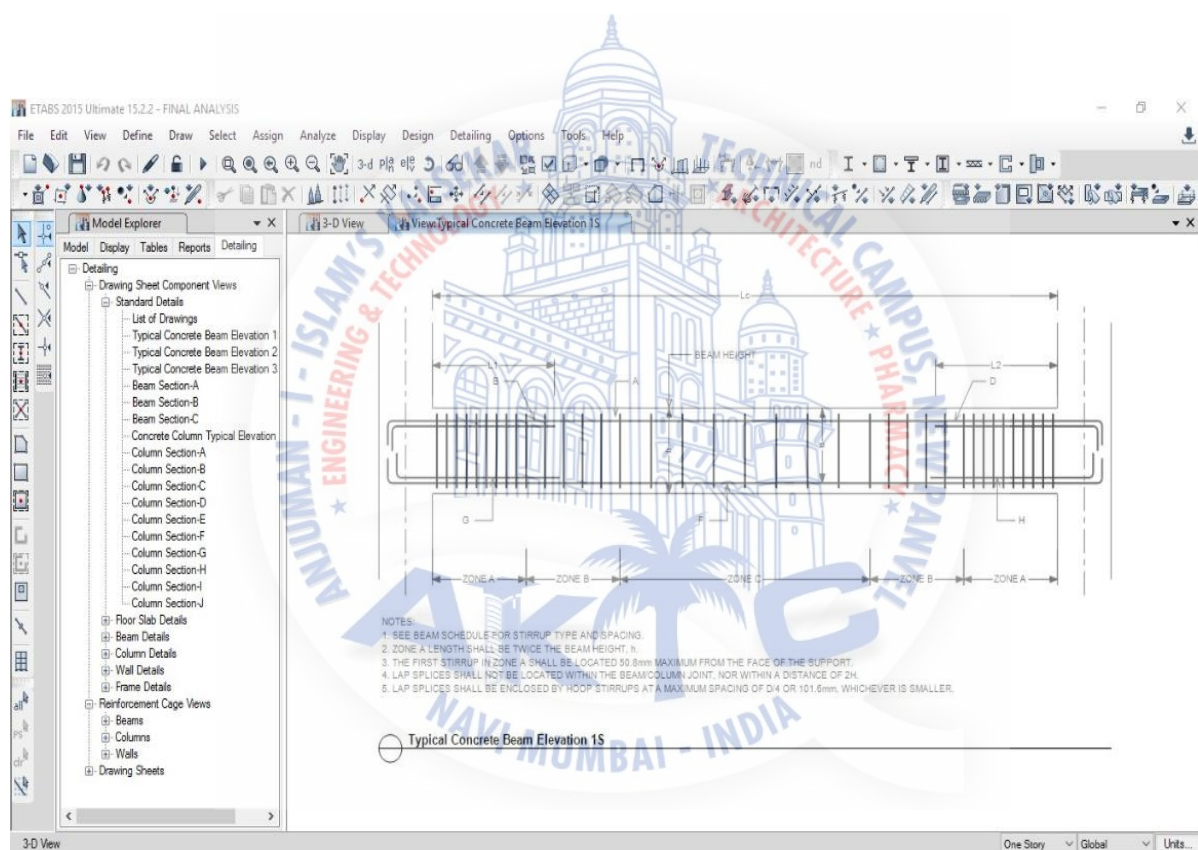 ETABS 2015 Ultimate 15.2.2 - FINAL ANALYSIS
File Edit View Define Draw Select Assign Analyze Display Design Detailing Options Tools Help
3-d nd
Model Explorer
3-D View
View: Typical Concrete Beam Elevation 1S
Model Display Tables Reports Detailing
Detailing
Drawing Sheet Component Views
Standard Details
List of Drawings
Typical Concrete Beam Elevation 1
Typical Concrete Beam Elevation 2
Typical Concrete Beam Elevation 3
Beam Section-A
Beam Section-B
Beam Section-C
Concrete Column Typical Elevation
Column Section-A
Column Section-B
Column Section-C
Column Section-D
Column Section-E
Column Section-F
Column Section-G
Column Section-H
Column Section-I
Column Section-J
Floor Slab Details
Beam Details
Column Details
Wall Details
Frame Details
Reinforcement Cage Views
Beams
Columns
Walls
Drawing Sheets
Lc
BEAM HEIGHT
L1
L2
B A D
G F H
ZONE A ZONE B ZONE C ZONE B ZONE A
NOTES:
1. SEE BEAM SCHEDULE FOR STIRRUP TYPE AND SPACING.
2. ZONE A LENGTH SHALL BE TWICE THE BEAM HEIGHT, h.
3. THE FIRST STIRRUP IN ZONE A SHALL BE LOCATED 50.8mm MAXIMUM FROM THE FACE OF THE SUPPORT.
4. LAP SPLICES SHALL NOT BE LOCATED WITHIN THE BEAM/COLUMN JOINT, NOR WITHIN A DISTANCE OF 2H.
5. LAP SPLICES SHALL BE ENCLOSED BY HOOP STIRRUPS AT A MAXIMUM SPACING OF D/4 OR 101.6mm, WHICHEVER IS SMALLER.
Typical Concrete Beam Elevation 1S
3-D View
One Story Global Units...
ANJUMAN - I - ISLAM'S KALSEKAR TECHNICAL CAMPUS, NEW PANVEL
ENGINEERING & TECHNOLOGY ★ ARCHITECTURE ★ PHARMACY ★
AKTC
NAVI MUMBAI - INDIA